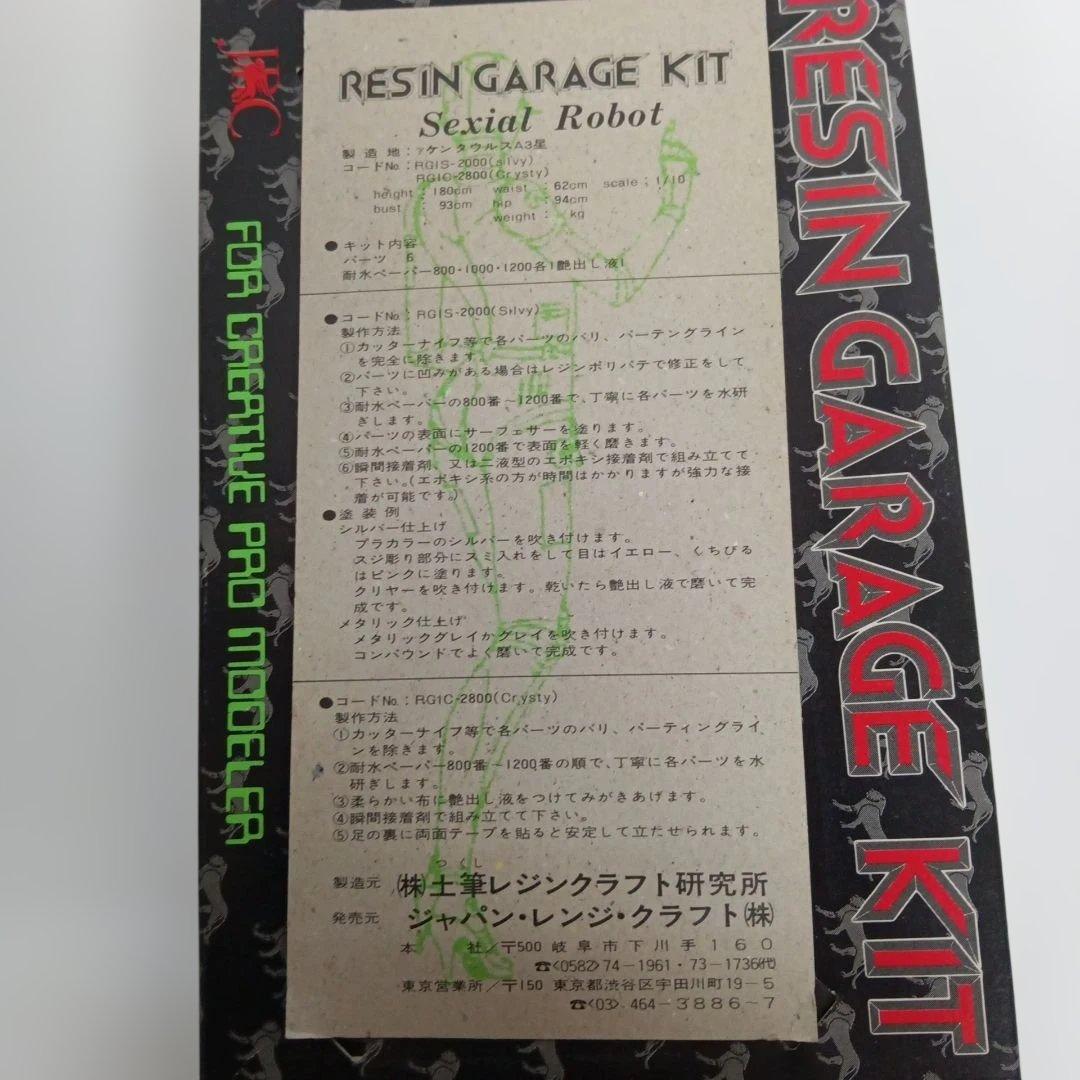 RESIN GARAGE KIT
Sexial Robot
製造地：アケンタウルスA3星
コードNo.：RGIS-2000(silvy)
RG1C-2800(Crysty)
height：180cm waist：62cm scale：1/10
bust：93cm hip：94cm
weight：kg
●キット内容
パーツ 6
耐水ペーパー800・1000・1200各1艶出し液1
●コードNo.：RGIS-2000(Silvy)
製作方法
①カッターナイフ等で各パーツのバリ、パーテングライン
を完全に除きます。
②パーツに凹みがある場合はレジンポリパテで修正をして
下さい。
③耐水ペーパーの800番～1200番で、丁寧に各パーツを水研
ぎします。
④パーツの表面にサーフェサーを塗ります。
⑤耐水ペーパーの1200番で表面を軽く磨きます。
⑥瞬間接着剤、又は二液型のエポキシ接着剤で組み立てて
下さい。(エポキシ系の方が時間はかかりますが強力な接
着が可能です。)
●塗装例
シルバー仕上げ
プラカラーのシルバーを吹き付けます。
スジ彫り部分にスミ入れをして目はイエロー、くちびる
はピンクに塗ります。
クリヤーを吹き付けます。乾いたら艶出し液で磨いて完
成です。
メタリック仕上げ
メタリックグレイかグレイを吹き付けます。
コンパウンドでよく磨いて完成です。
●コードNo.：RG1C-2800(Crysty)
製作方法
①カッターナイフ等で各パーツのバリ、パーティングライ
ンを除きます。
②耐水ペーパー800番～1200番の順で、丁寧に各パーツを水
研ぎします。
③柔らかい布に艶出し液をつけてみがきあげます。
④瞬間接着剤で組み立てて下さい。
⑤足の裏に両面テープを貼ると安定して立たせられます。
つくし
製造元 ㈱土筆レジンクラフト研究所
発売元 ジャパン・レンジ・クラフト㈱
本社／〒500 岐阜市下川手160
☎<0582>74-1961・73-1736㈹
東京営業所／〒150 東京都渋谷区宇田川町19-5
☎<03>464-3886~7
JRC
FOR CREATIVE PRO MODELER
RESIN GARAGE KIT